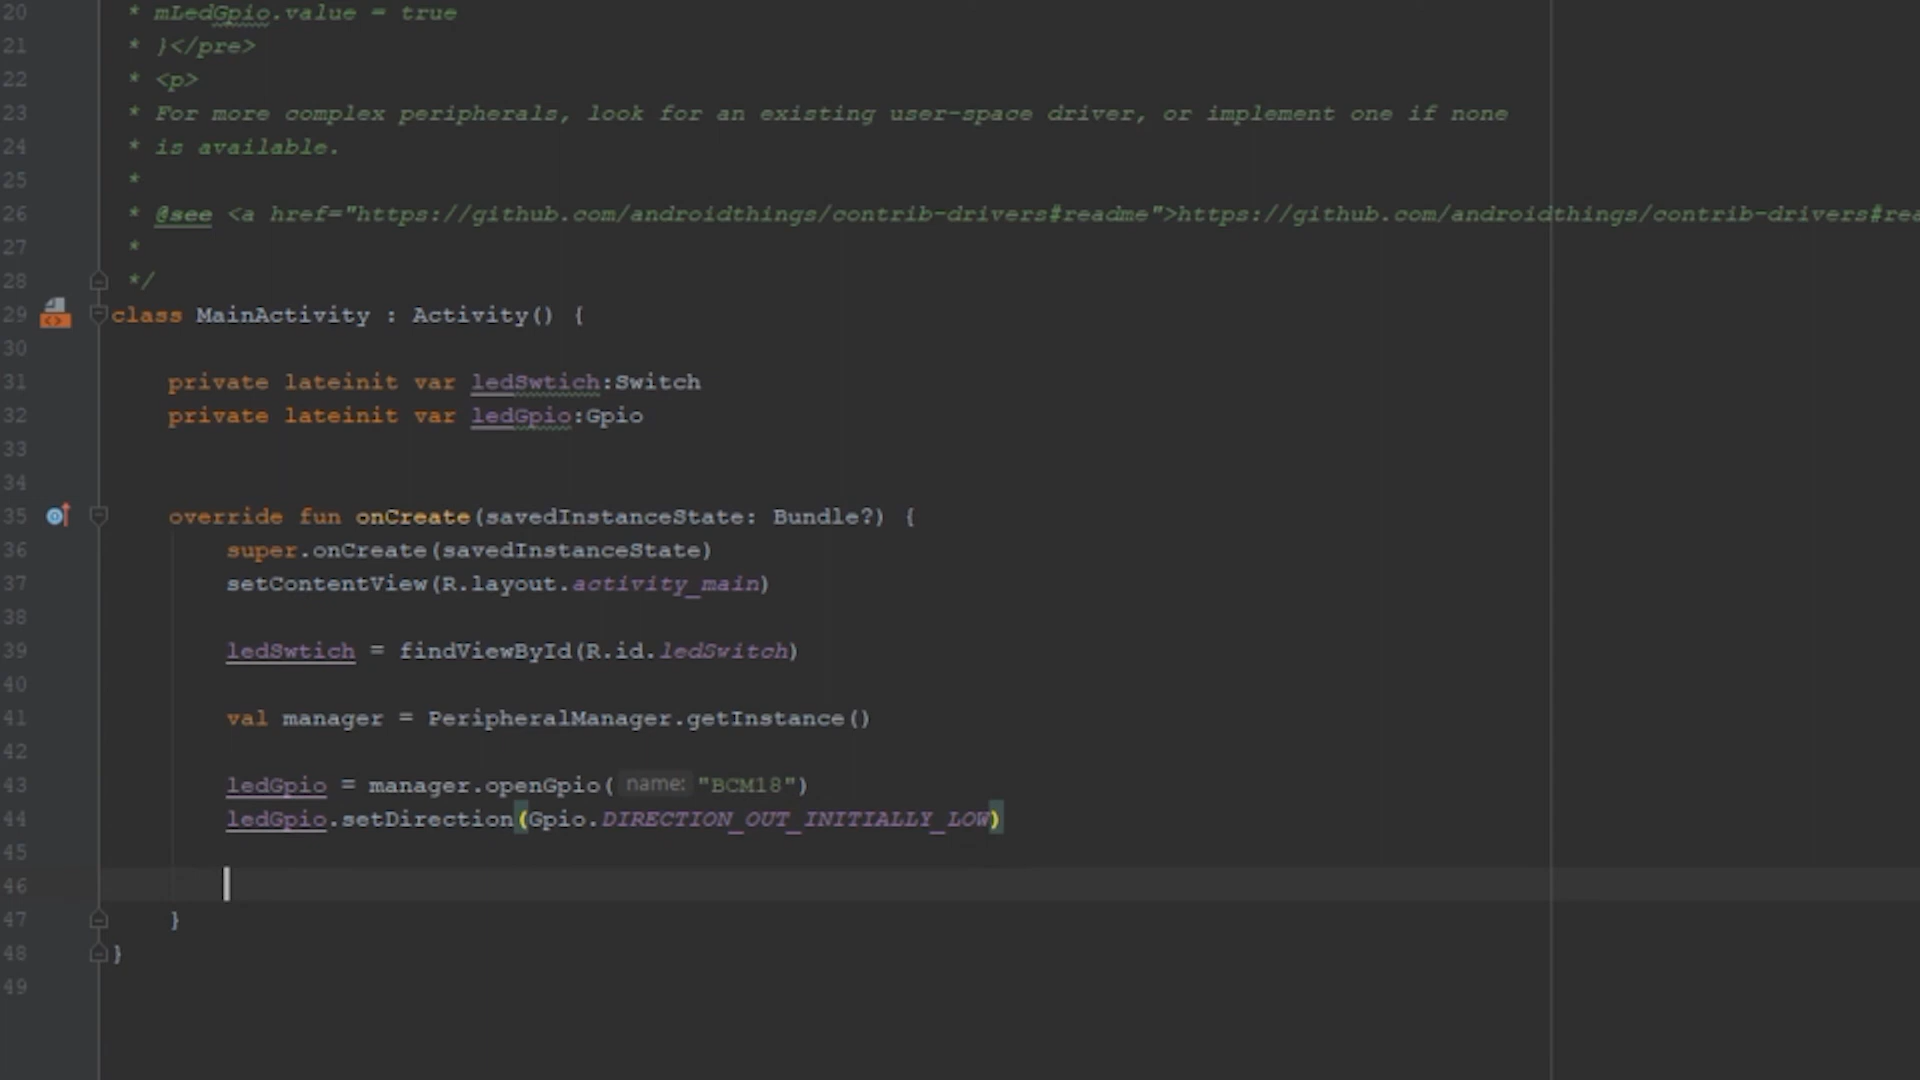 20 * mLedGpio.value = true
21 * }</pre>
22 * <p>
23 * For more complex peripherals, look for an existing user-space driver, or implement one if none
24 * is available.
25 *
26 * @see <a href="https://github.com/androidthings/contrib-drivers#readme">https://github.com/androidthings/contrib-drivers#rea
27 *
28 */
29 class MainActivity : Activity() {
30
31 private lateinit var ledSwtich:Switch
32 private lateinit var ledGpio:Gpio
33
34
35 override fun onCreate(savedInstanceState: Bundle?) {
36 super.onCreate(savedInstanceState)
37 setContentView(R.layout.activity_main)
38
39 ledSwtich = findViewById(R.id.ledSwitch)
40
41 val manager = PeripheralManager.getInstance()
42
43 ledGpio = manager.openGpio( name: "BCM18")
44 ledGpio.setDirection(Gpio.DIRECTION_OUT_INITIALLY_LOW)
45
46
47 }
48 }
49